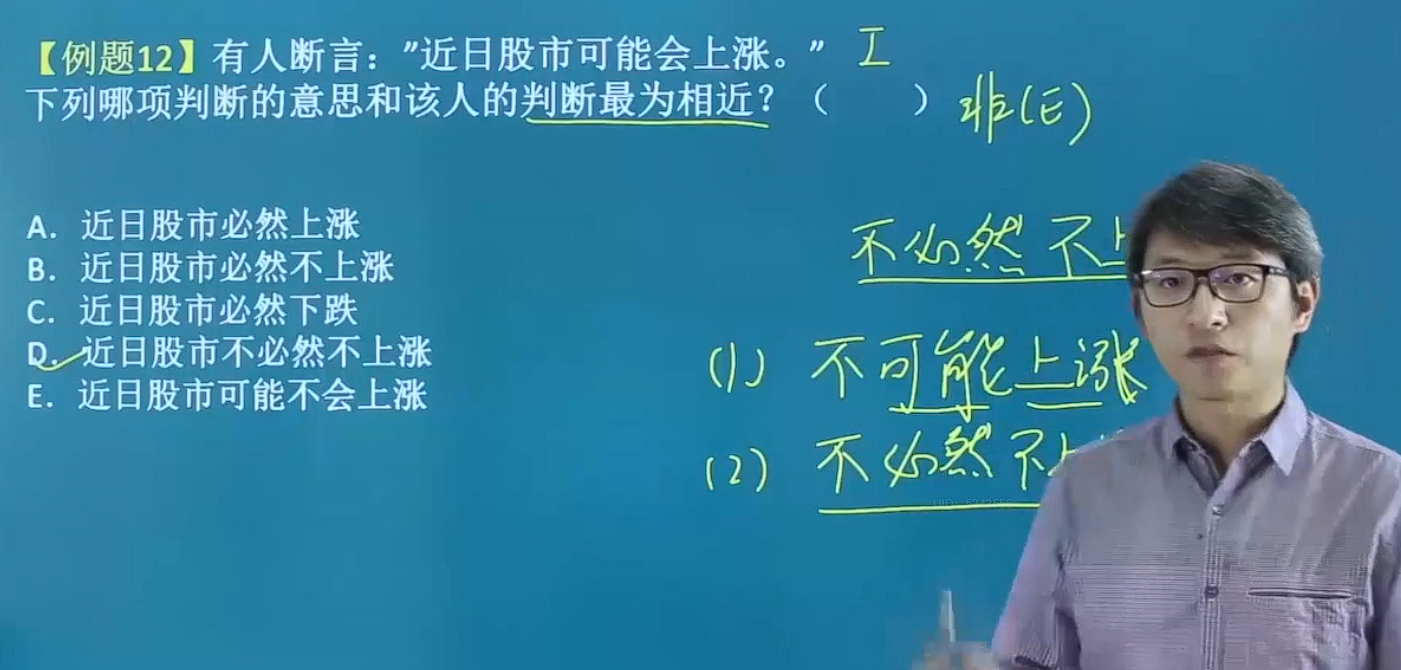 【例题12】有人断言："近日股市可能会上涨。" I
下列哪项判断的意思和该人的判断最为相近？（ ） 非(E)
A. 近日股市必然上涨
B. 近日股市必然不上涨
C. 近日股市必然下跌
D. 近日股市不必然不上涨
E. 近日股市可能不会上涨
不必然 不上
(1) 不可能上涨
(2) 不必然 不上